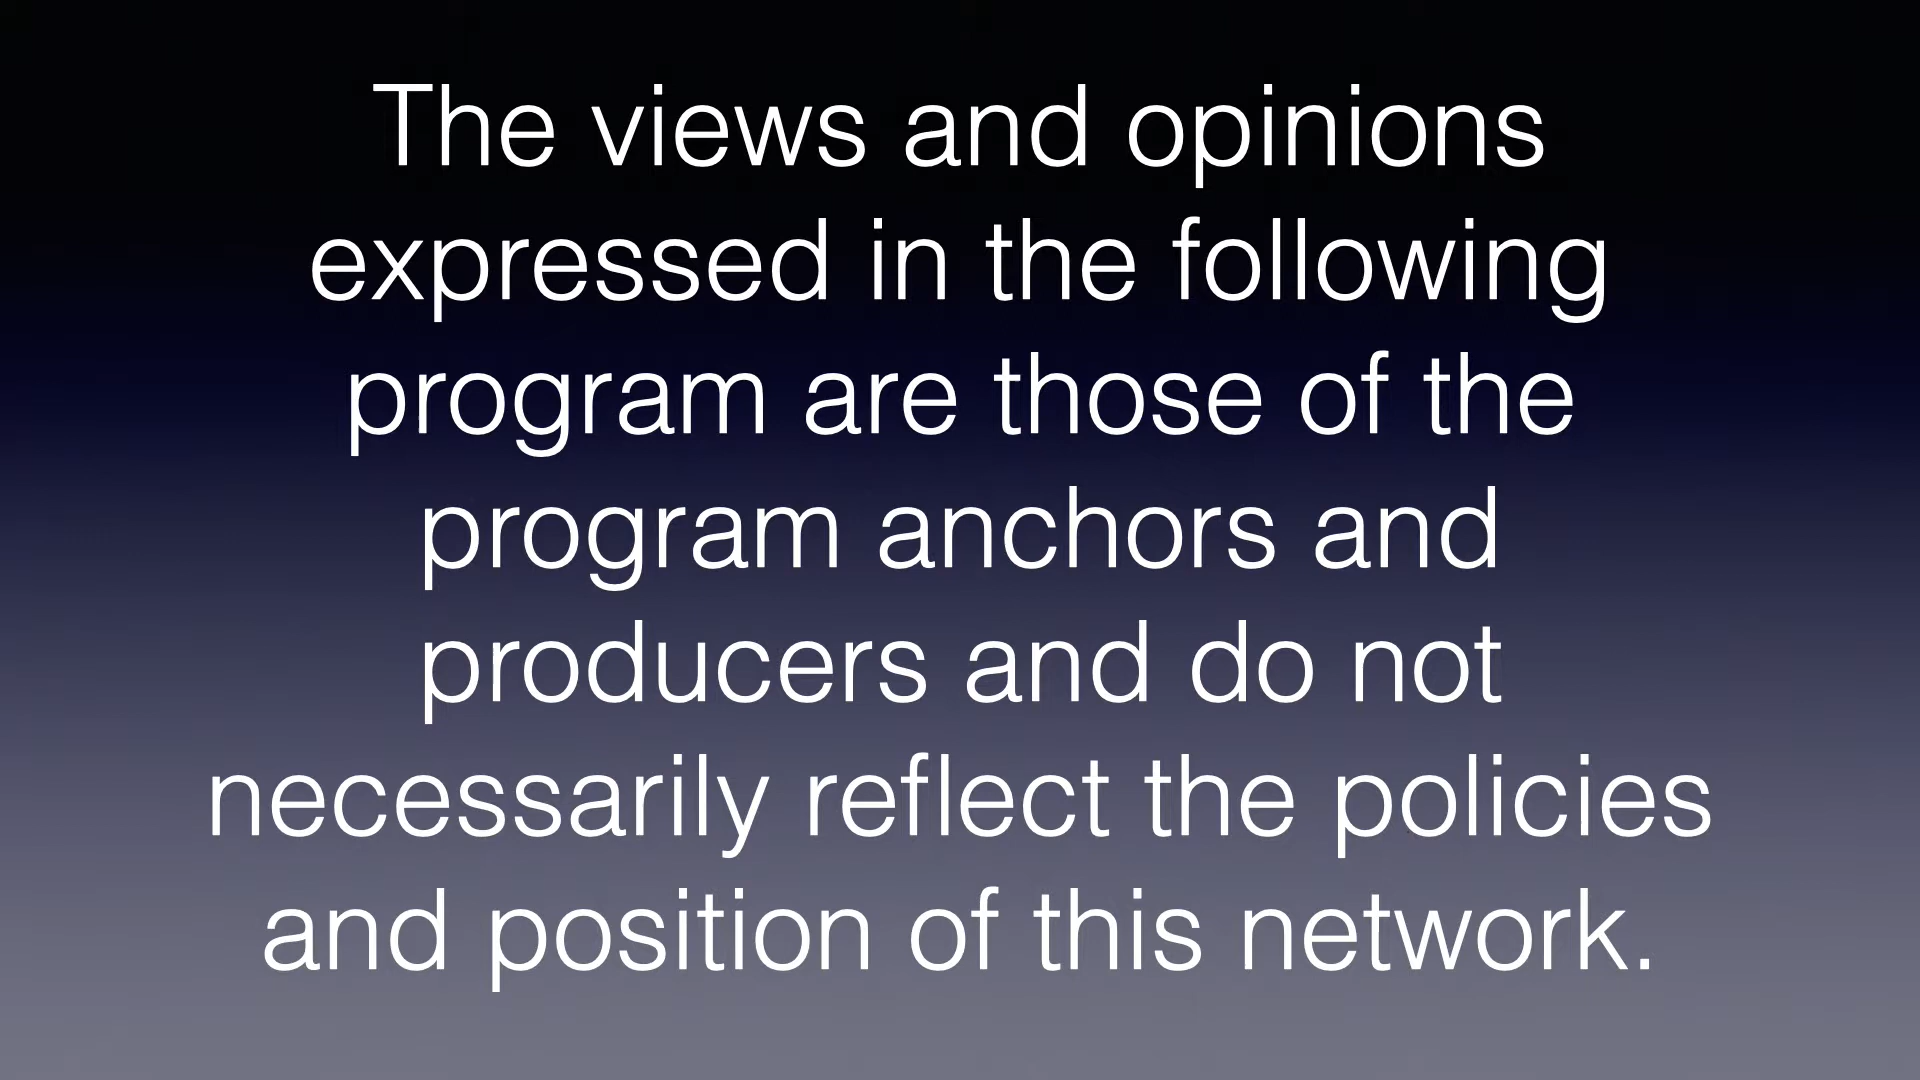 The views and opinions
expressed in the following
program are those of the
program anchors and
producers and do not
necessarily reflect the policies
and position of this network.